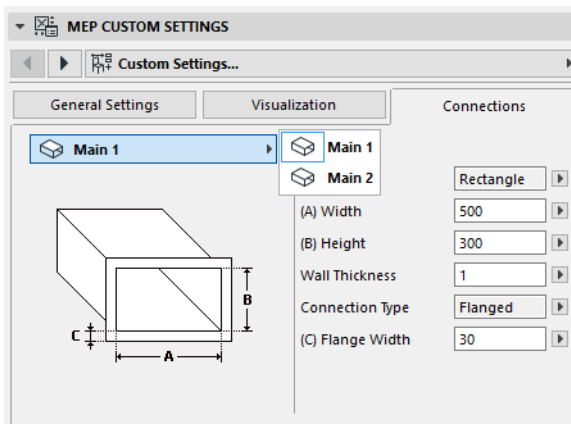 MEP CUSTOM SETTINGS
Custom Settings...
General Settings
Visualization
Connections
Main 1
Main 1
Main 2
Rectangle
(A) Width 500
(B) Height 300
Wall Thickness 1
Connection Type Flanged
(C) Flange Width 30
B
C
A